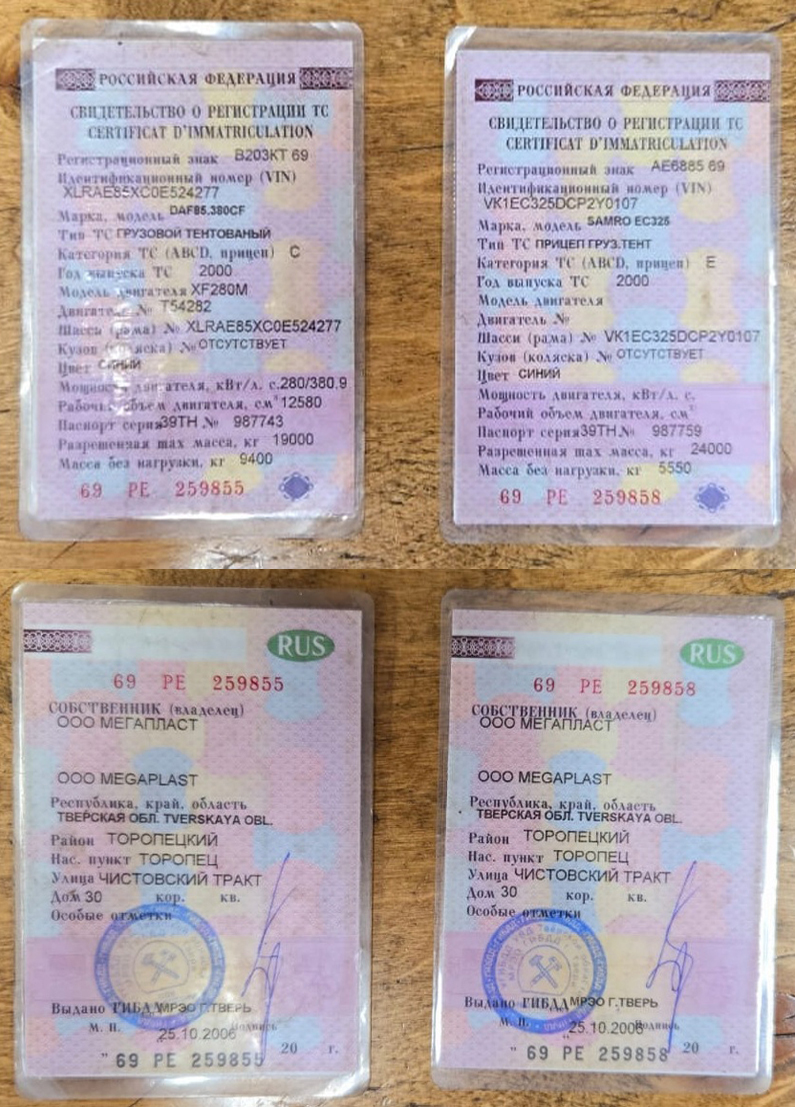 РОССИЙСКАЯ ФЕДЕРАЦИЯ
СВИДЕТЕЛЬСТВО О РЕГИСТРАЦИИ ТС
CERTIFICAT D'IMMATRICULATION
Регистрационный знак В203КТ 69
Идентификационный номер (VIN)
XLRAE85XC0E524277
Марка, модель DAF85.380CF
Тип ТС ГРУЗОВОЙ ТЕНТОВАНЫЙ
Категория ТС (ABCD, прицеп) C
Год выпуска ТС 2000
Модель двигателя XF280M
Двигатель № T54282
Шасси (рама) № XLRAE85XC0E524277
Кузов (коляска) № ОТСУТСТВУЕТ
Цвет СИНИЙ
Мощность двигателя, кВт/л. с. 280/380.9
Рабочий объем двигателя, см³ 12580
Паспорт серия 39ТН № 987743
Разрешенная max масса, кг 19000
Масса без нагрузки, кг 9400
69 РЕ 259855
РОССИЙСКАЯ ФЕДЕРАЦИЯ
СВИДЕТЕЛЬСТВО О РЕГИСТРАЦИИ ТС
CERTIFICAT D'IMMATRICULATION
Регистрационный знак АЕ6885 69
Идентификационный номер (VIN)
VK1EC325DCP2Y0107
Марка, модель SAMRO EC325
Тип ТС ПРИЦЕП ГРУЗ.ТЕНТ
Категория ТС (ABCD, прицеп) E
Год выпуска ТС 2000
Модель двигателя
Двигатель №
Шасси (рама) № VK1EC325DCP2Y0107
Кузов (коляска) № ОТСУТСТВУЕТ
Цвет СИНИЙ
Мощность двигателя, кВт/л. с.
Рабочий объем двигателя, см³
Паспорт серия 39ТН № 987759
Разрешенная max масса, кг 24000
Масса без нагрузки, кг 5550
69 РЕ 259858
RUS
69 РЕ 259855
СОБСТВЕННИК (владелец)
ООО МЕГАПЛАСТ
OOO MEGAPLAST
Республика, край, область
ТВЕРСКАЯ ОБЛ. TVERSKAYA OBL.
Район ТОРОПЕЦКИЙ
Нас. пункт ТОРОПЕЦ
Улица ЧИСТОВСКИЙ ТРАКТ
Дом 30 кор. кв.
Особые отметки
Выдано ГИБДД МРЭО Г.ТВЕРЬ
М. П. 25.10.2006 Подпись
" 69 РЕ 259855 20 г.
RUS
69 РЕ 259858
СОБСТВЕННИК (владелец)
ООО МЕГАПЛАСТ
OOO MEGAPLAST
Республика, край, область
ТВЕРСКАЯ ОБЛ. TVERSKAYA OBL.
Район ТОРОПЕЦКИЙ
Нас. пункт ТОРОПЕЦ
Улица ЧИСТОВСКИЙ ТРАКТ
Дом 30 кор. кв.
Особые отметки
Выдано ГИБДД МРЭО Г.ТВЕРЬ
М. П. 25.10.2006 Подпись
" 69 РЕ 259858 20 г.